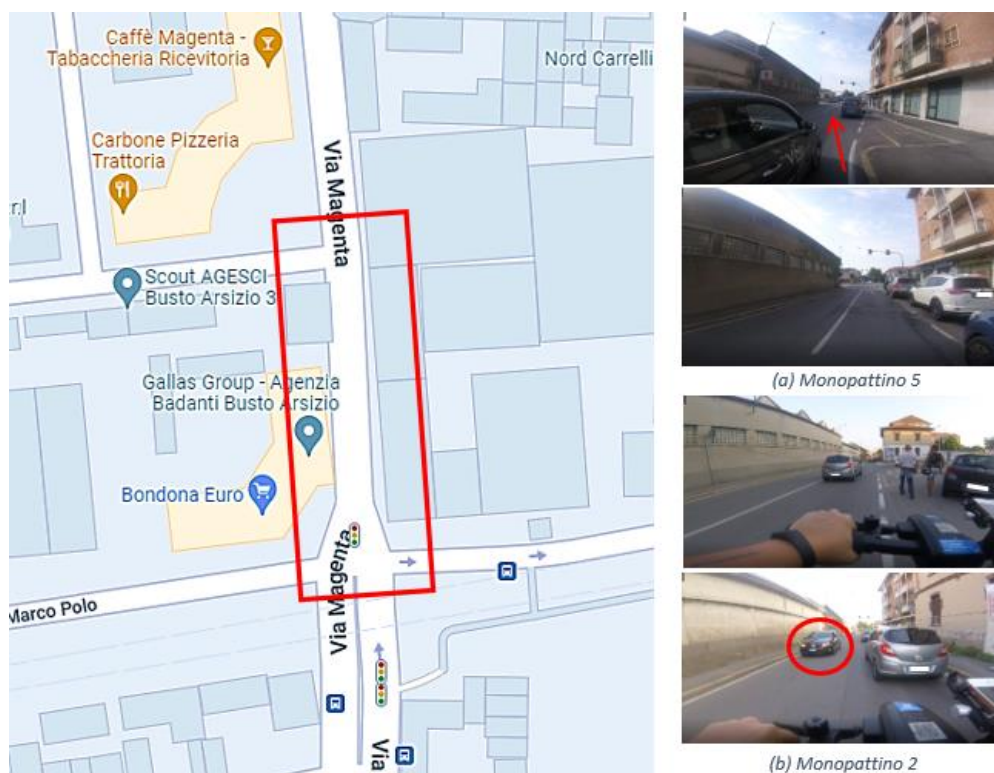 Caffè Magenta -
Tabaccheria Ricevitoria
Nord Carrelli
Carbone Pizzeria
Trattoria
Via Magenta
r.l
Scout AGESCI
Busto Arsizio 3
Gallas Group - Agenzia
Badanti Busto Arsizio
Bondona Euro
Marco Polo
Via Magenta
Via
(a) Monopattino 5
(b) Monopattino 2